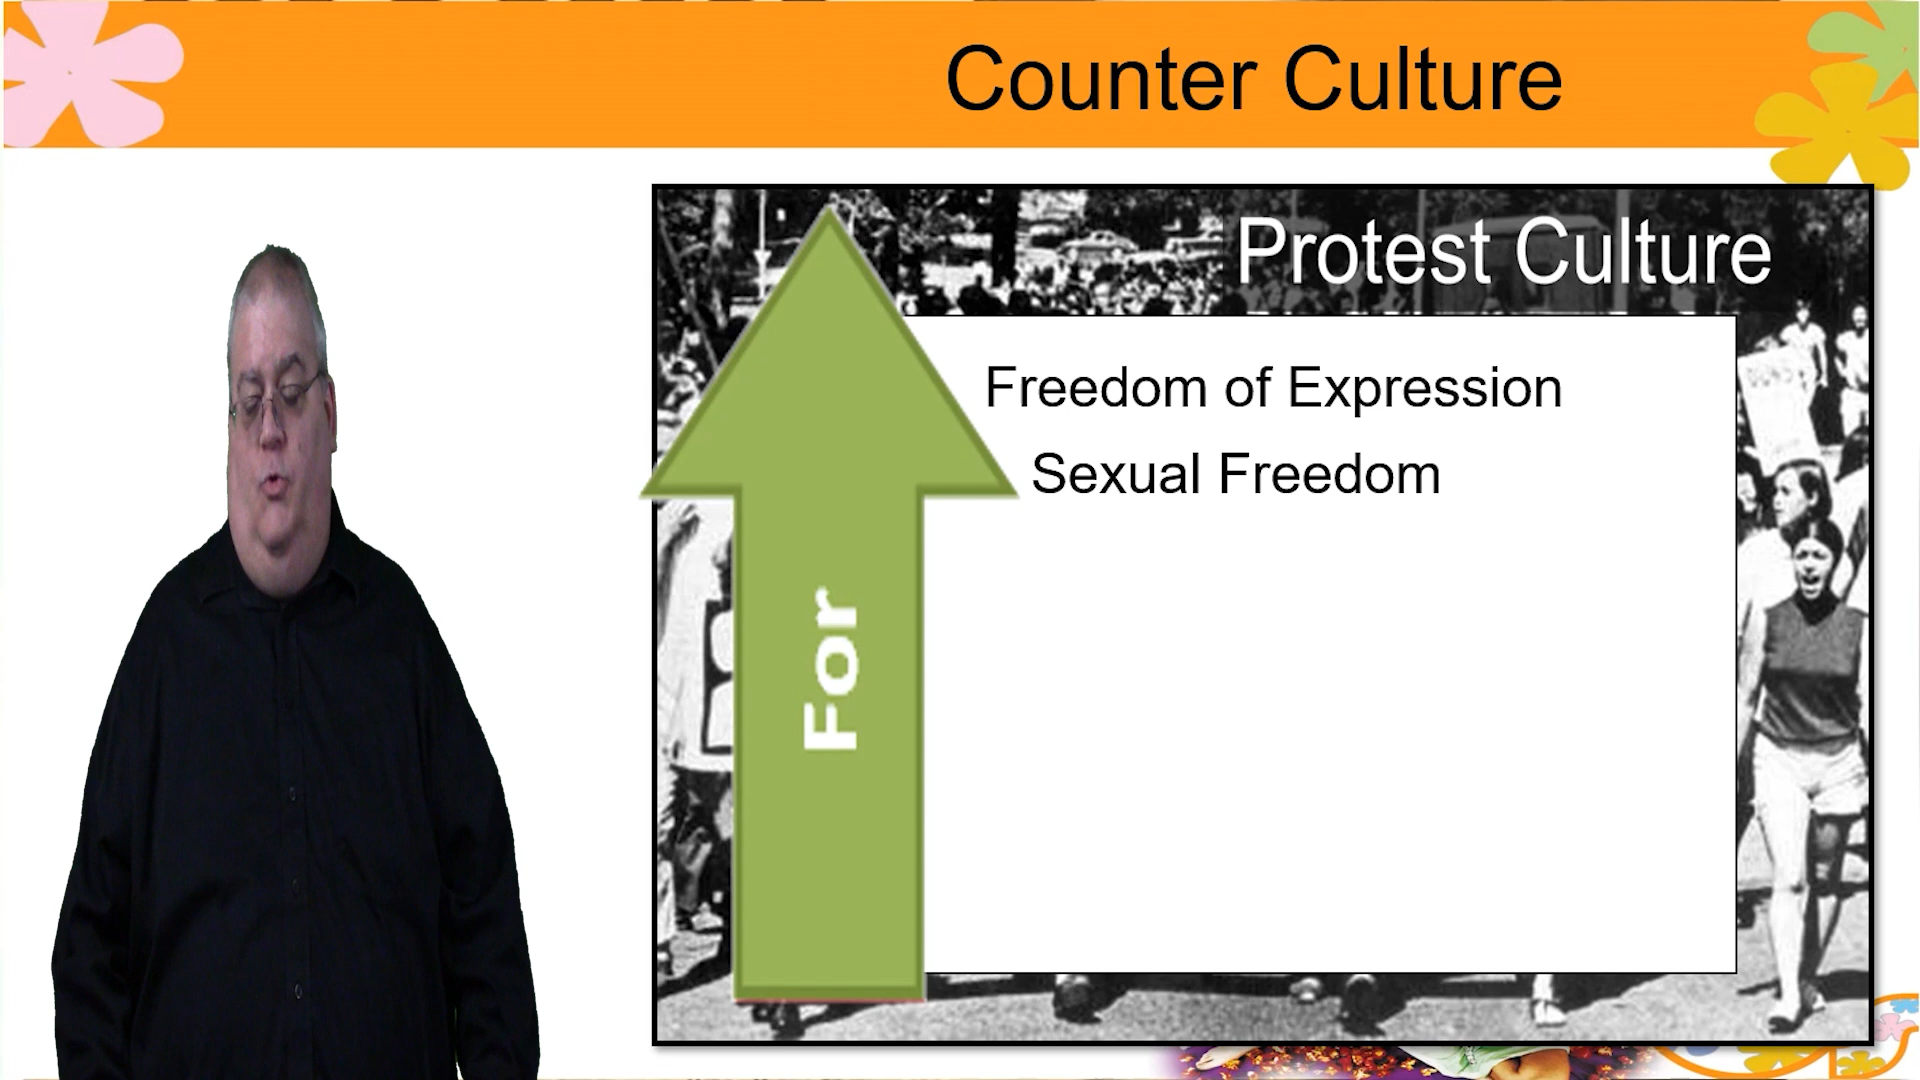 Counter Culture
Protest Culture
Freedom of Expression
Sexual Freedom
For